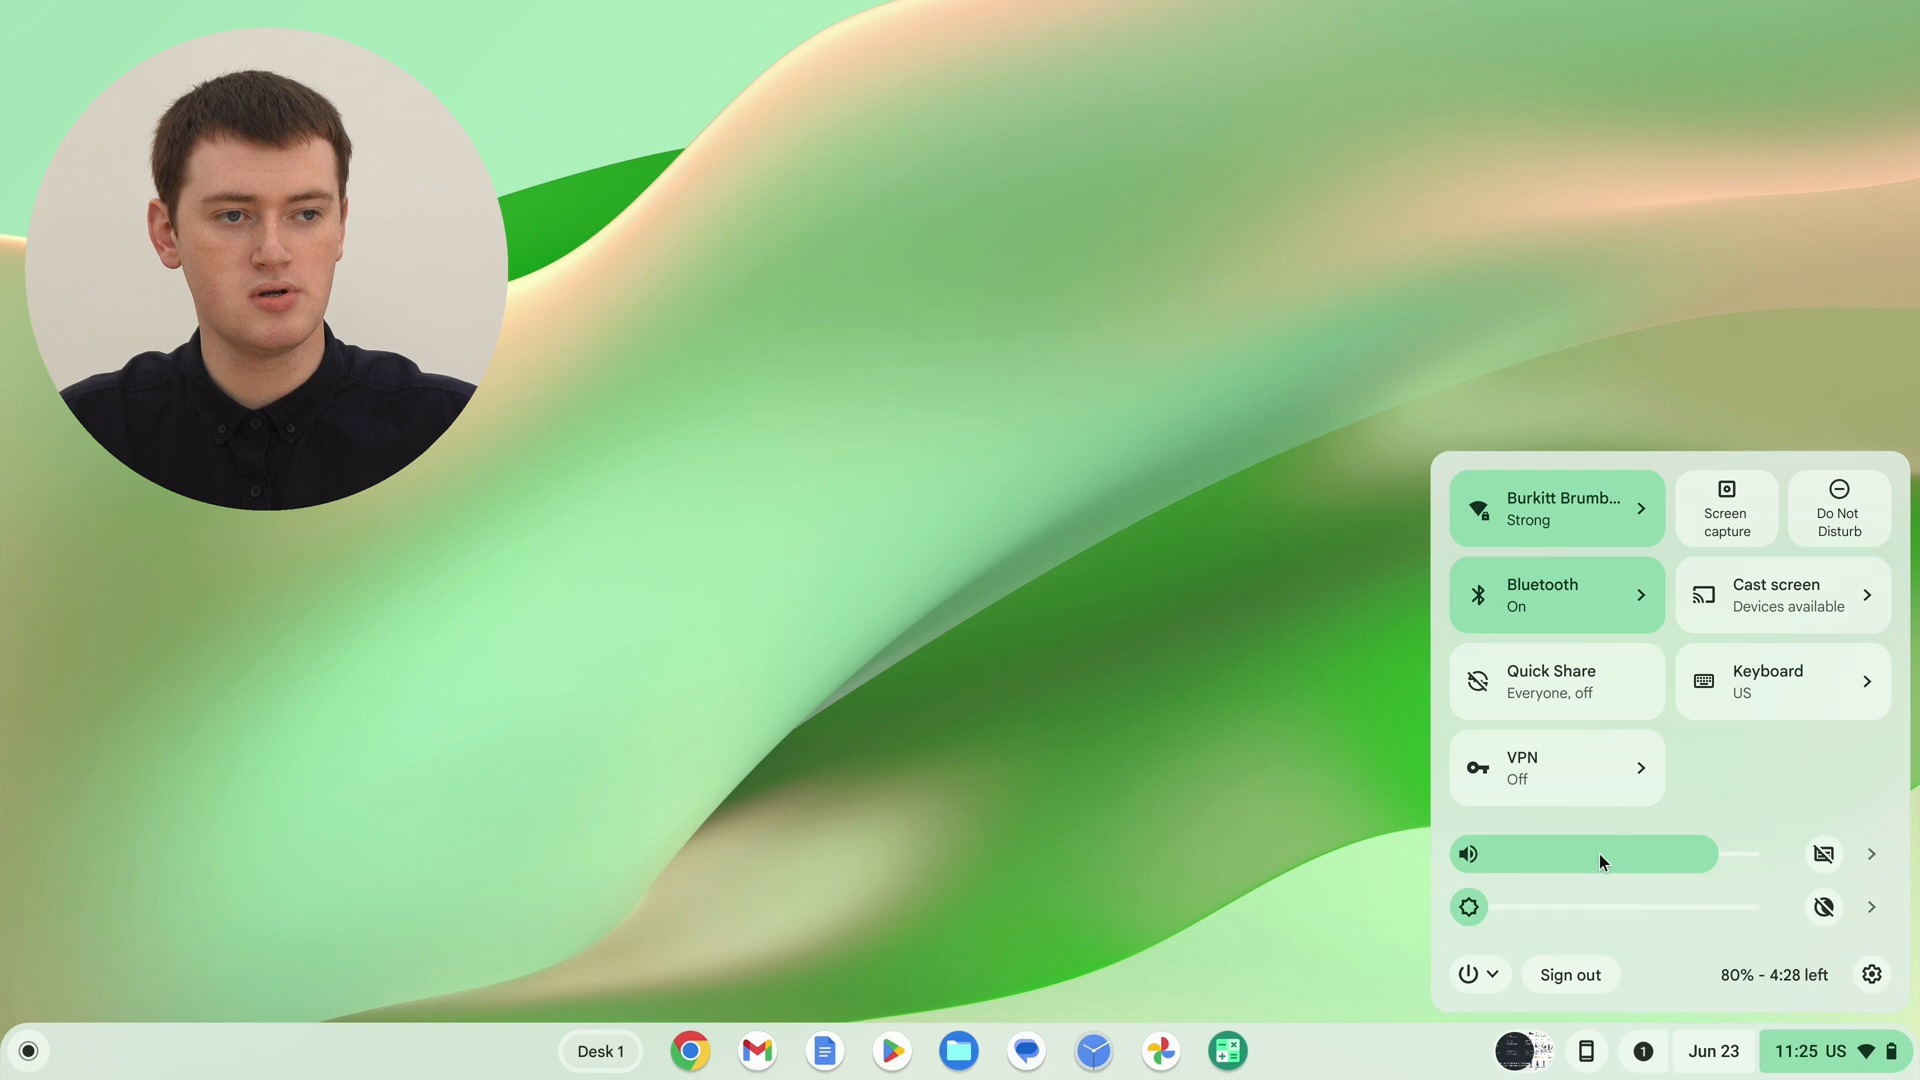 Burkitt Brumb...
Strong
Screen
capture
Do Not
Disturb
Bluetooth
On
Cast screen
Devices available
Quick Share
Everyone, off
Keyboard
US
VPN
Off
Sign out
80% - 4:28 left
Desk 1
1
Jun 23
11:25 US